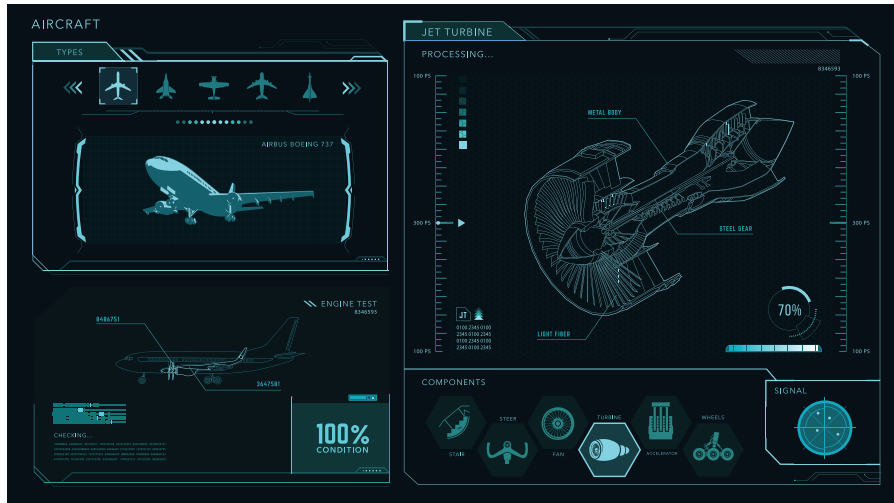 AIRCRAFT
TYPES
AIRBUS BOEING 737
ENGINE TEST
8346593
8486751
2647581
CHECKING...
100%
CONDITION
JET TURBINE
PROCESSING...
8346593
100 PS
100 PS
METAL BODY
300 PS
300 PS
STEEL GEAR
LIGHT FIBER
JT
0100 2345 0100
2345 0100 2345
0100 2345 0100
2345 0100 2345
70%
100 PS
100 PS
COMPONENTS
STAIR
STEER
FAN
TURBINE
ACCELERATOR
WHEELS
SIGNAL